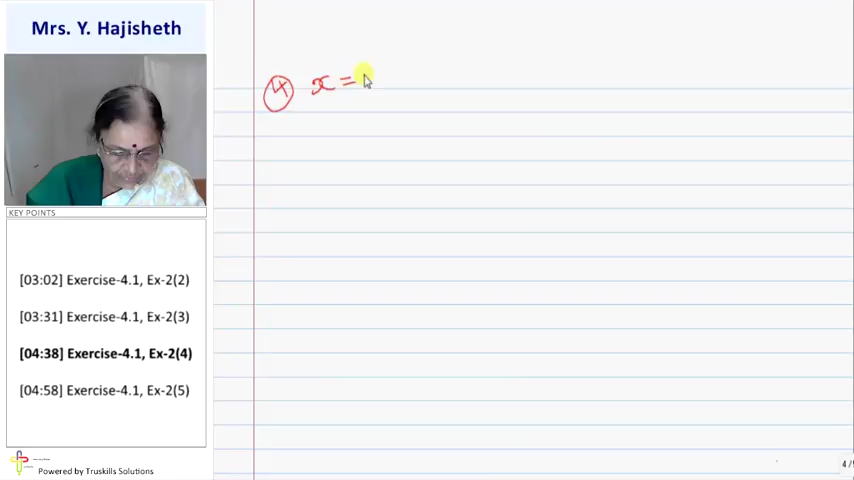 Mrs. Y. Hajisheth
④ x =
KEY POINTS
[03:02] Exercise-4.1, Ex-2(2)
[03:31] Exercise-4.1, Ex-2(3)
[04:38] Exercise-4.1, Ex-2(4)
[04:58] Exercise-4.1, Ex-2(5)
Powered by Truskills Solutions
4/